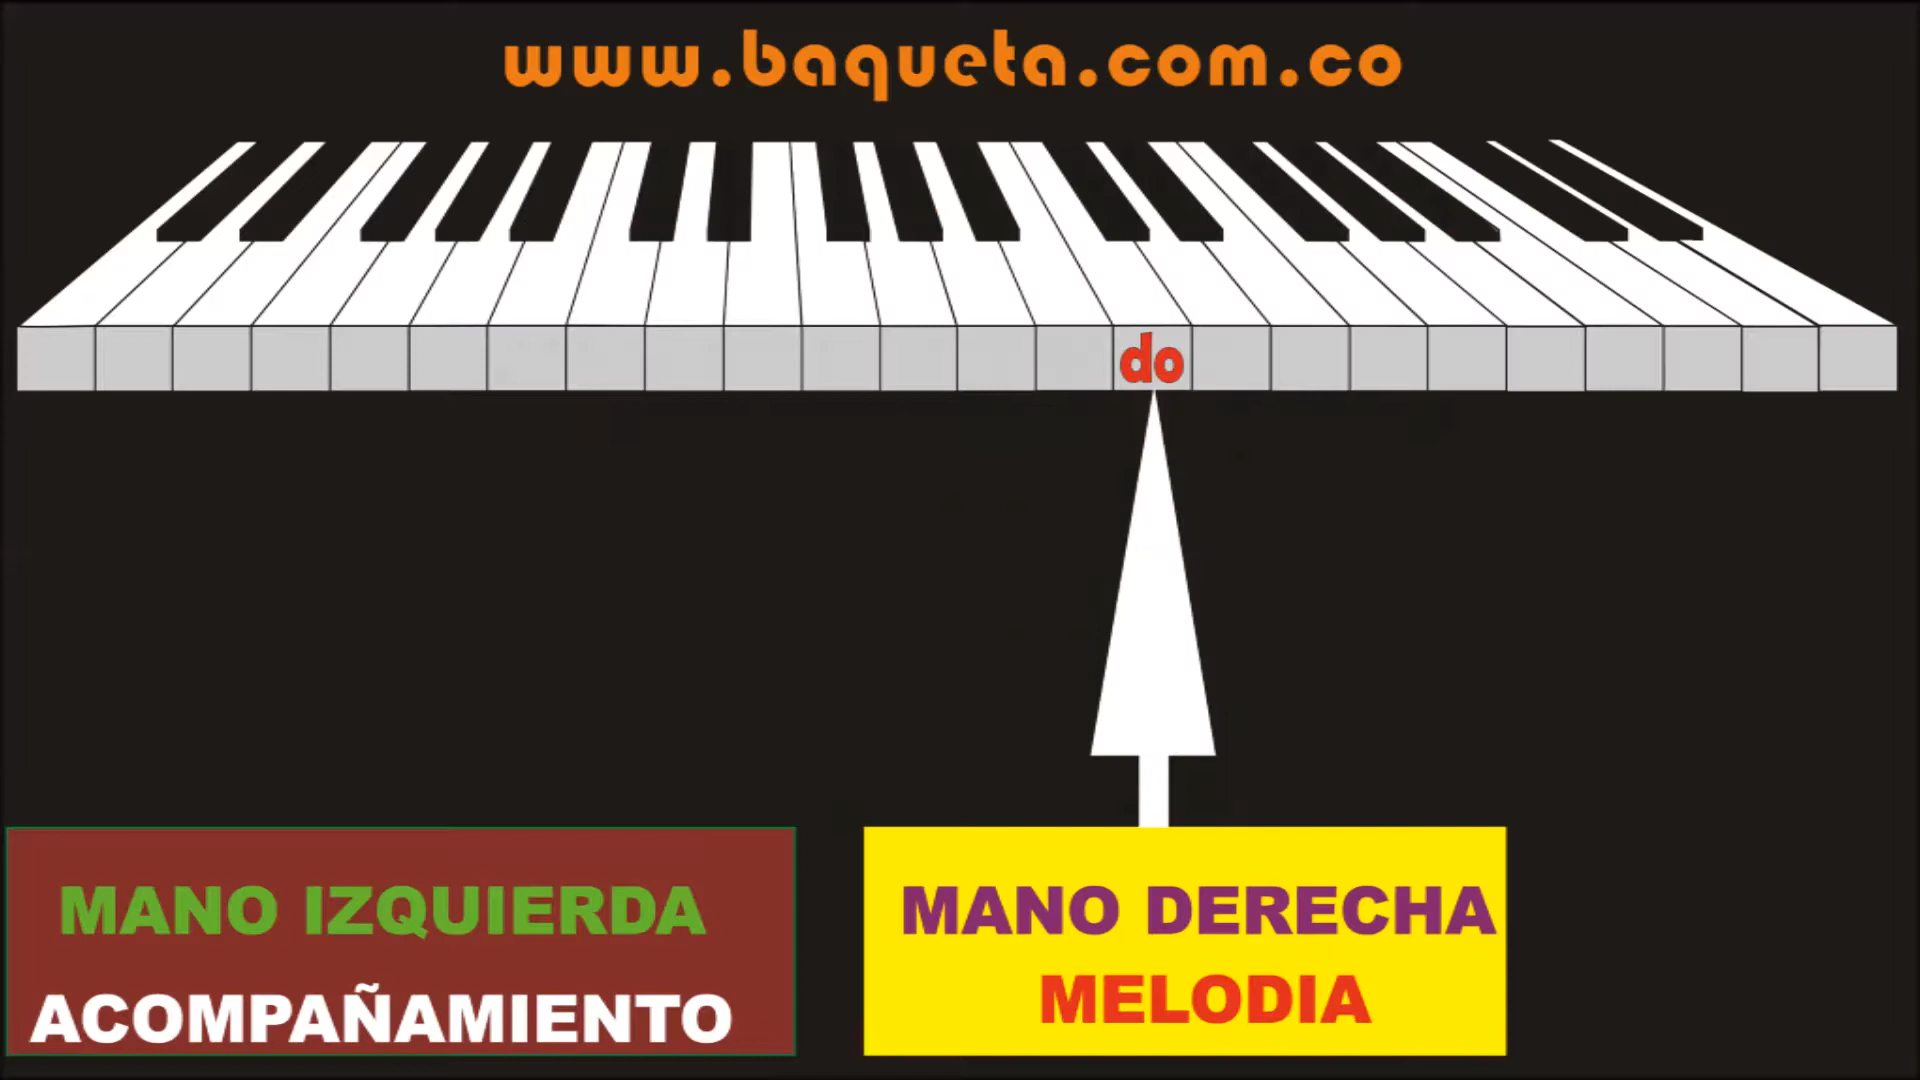 www.baqueta.com.co
do
MANO IZQUIERDA
ACOMPAÑAMIENTO
MANO DERECHA
MELODIA